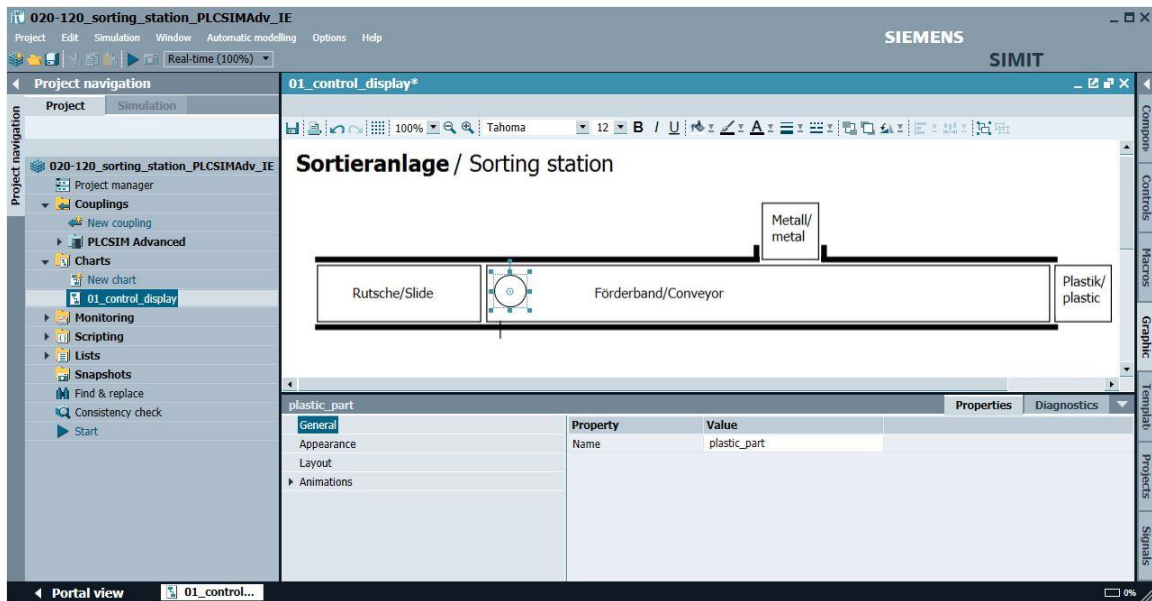 020-120_sorting_station_PLCSIMAdv_IE
Project Edit Simulation Window Automatic modelling Options Help
SIEMENS
Real-time (100%)
SIMIT
Project navigation
01_control_display*
Project navigation
Project Simulation
100% Tahoma 12 B I U A
020-120_sorting_station_PLCSIMAdv_IE
Project manager
Couplings
New coupling
PLCSIM Advanced
Charts
New chart
01_control_display
Monitoring
Scripting
Lists
Snapshots
Find & replace
Consistency check
Start
Sortieranlage / Sorting station
Metall/
metal
Rutsche/Slide
Förderband/Conveyor
Plastik/
plastic
plastic_part
Properties Diagnostics
General
Appearance
Layout
Animations
Property Value
Name plastic_part
Controls
Macros
Graphic
Projects
Signals
Portal view 01_control...
0%